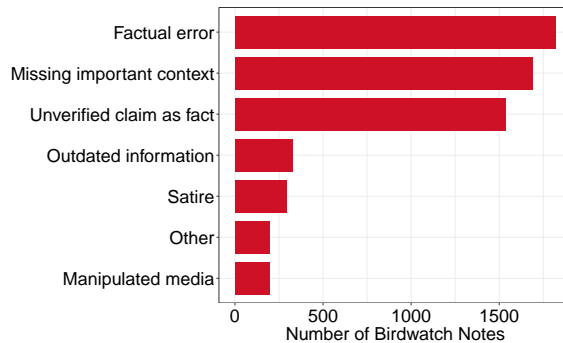 Factual error
Missing important context
Unverified claim as fact
Outdated information
Satire
Other
Manipulated media
0 500 1000 1500
Number of Birdwatch Notes